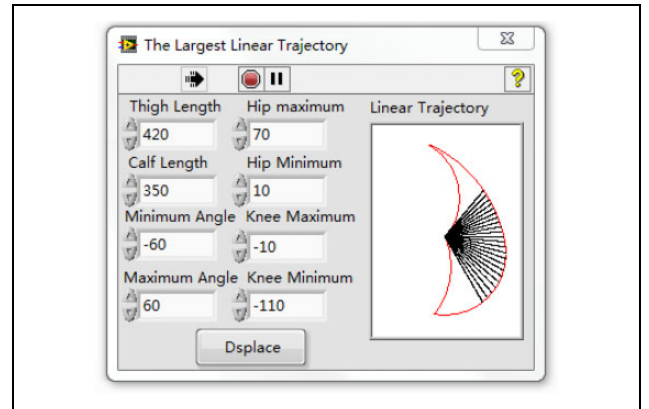 The Largest Linear Trajectory
Thigh Length Hip maximum Linear Trajectory
420 70
Calf Length Hip Minimum
350 10
Minimum Angle Knee Maximum
-60 -10
Maximum Angle Knee Minimum
60 -110
Dsplace